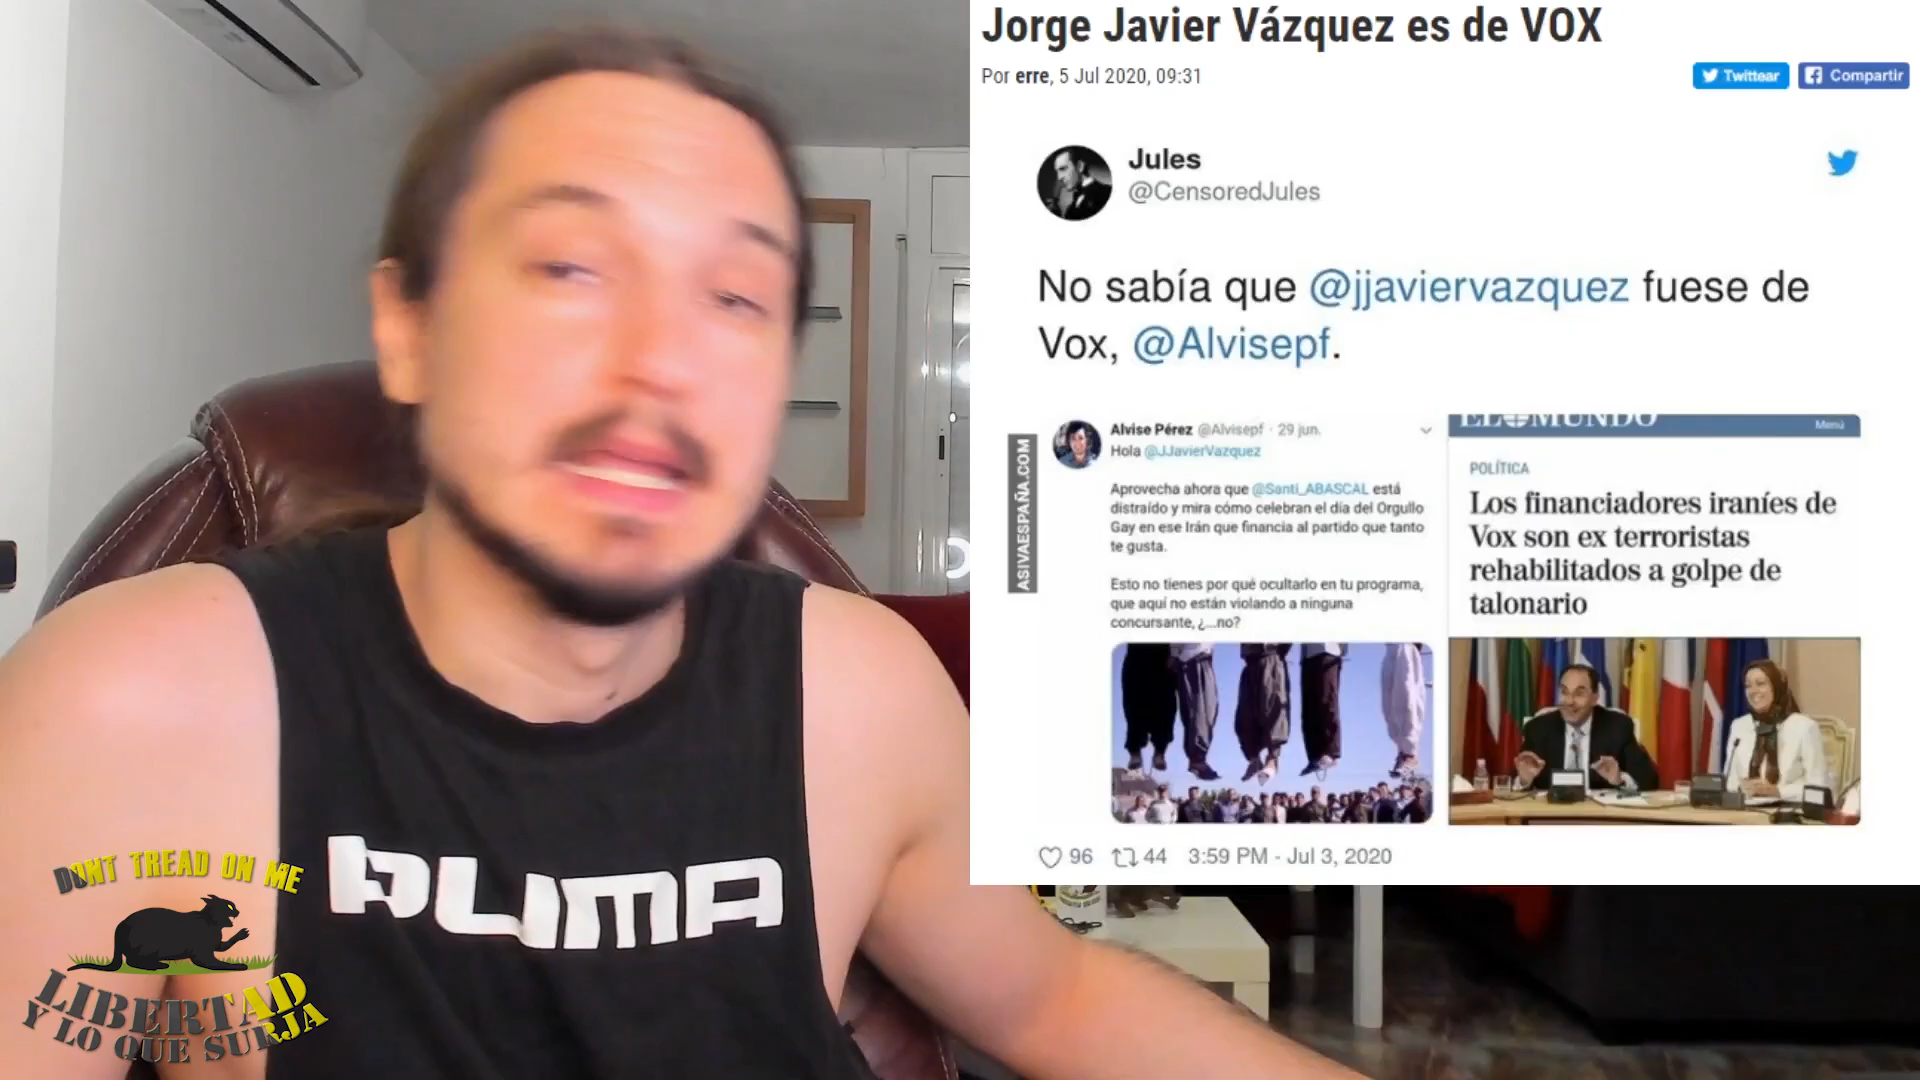 Jorge Javier Vázquez es de VOX
Por erre, 5 Jul 2020, 09:31
Twittear
Compartir
Jules
@CensoredJules
No sabía que @jjaviervazquez fuese de
Vox, @Alvisepf.
ASIVAESPAÑA.COM
Alvise Pérez @Alvisepf · 29 jun.
Hola @JJavierVazquez
Aprovecha ahora que @Santi_ABASCAL está
distraído y mira cómo celebran el día del Orgullo
Gay en ese Irán que financia al partido que tanto
te gusta.
Esto no tienes por qué ocultarlo en tu programa,
que aquí no están violando a ninguna
concursante, ¿...no?
EL MUNDO
Menú
POLÍTICA
Los financiadores iraníes de
Vox son ex terroristas
rehabilitados a golpe de
talonario
96
44
3:59 PM - Jul 3, 2020
PUMA
DONT TREAD ON ME
LIBERTAD
Y LO QUE SURJA